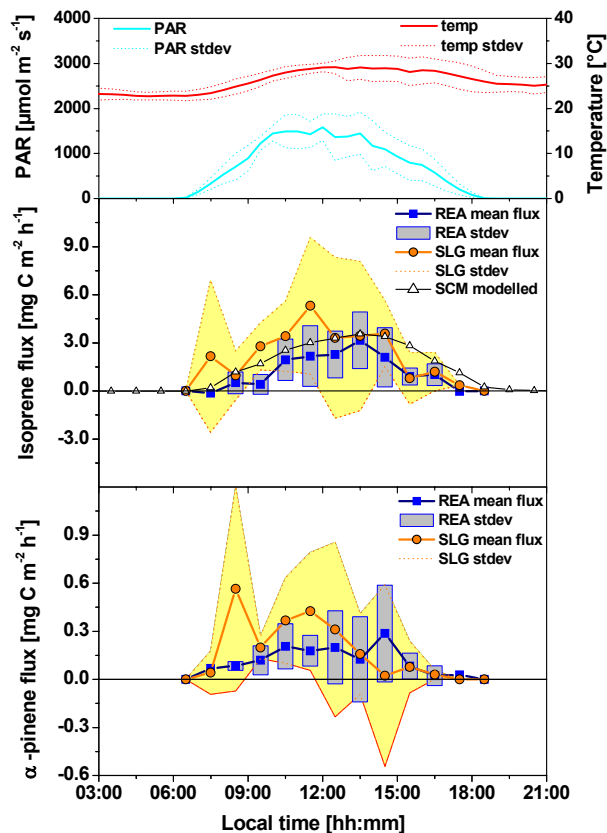 4000
3000
2000
1000
0
PAR [µmol m⁻² s⁻¹]
PAR
PAR stdev
temp
temp stdev
40
30
20
10
0
Temperature [°C]
9.0
6.0
3.0
0.0
-3.0
Isoprene flux [mg C m⁻² h⁻¹]
REA mean flux
REA stdev
SLG mean flux
SLG stdev
SCM modelled
0.9
0.6
0.3
0.0
-0.3
-0.6
α -pinene flux [mg C m⁻² h⁻¹]
REA mean flux
REA stdev
SLG mean flux
SLG stdev
03:00 09:00 12:00 15:00 18:00 21:00
Local time [hh:mm]